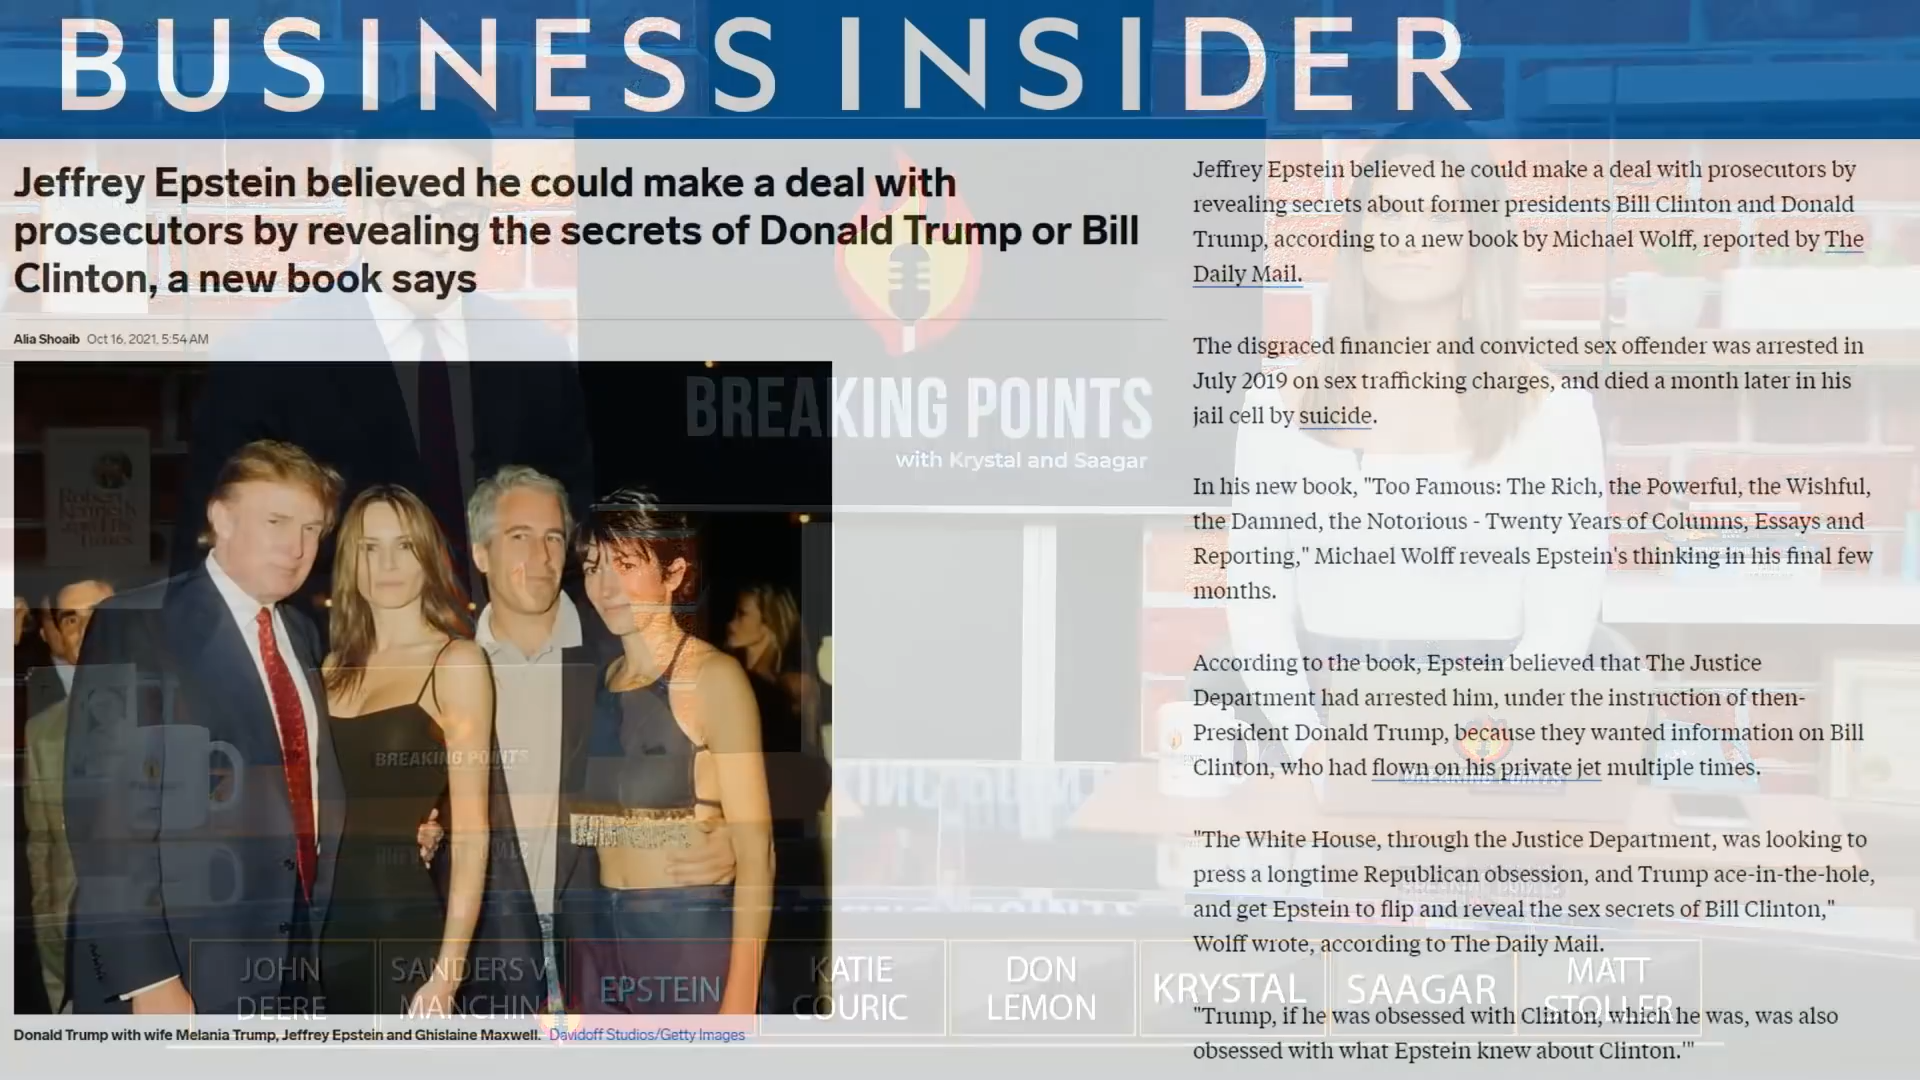 BUSINESS INSIDER
Jeffrey Epstein believed he could make a deal with
prosecutors by revealing the secrets of Donald Trump or Bill
Clinton, a new book says
Alia Shoaib Oct 16, 2021, 5:54 AM
BREAKING POINTS
with Krystal and Saagar
BREAKING POINTS
Donald Trump with wife Melania Trump, Jeffrey Epstein and Ghislaine Maxwell. Davidoff Studios/Getty Images
Jeffrey Epstein believed he could make a deal with prosecutors by
revealing secrets about former presidents Bill Clinton and Donald
Trump, according to a new book by Michael Wolff, reported by The
Daily Mail.
The disgraced financier and convicted sex offender was arrested in
July 2019 on sex trafficking charges, and died a month later in his
jail cell by suicide.
In his new book, "Too Famous: The Rich, the Powerful, the Wishful,
the Damned, the Notorious - Twenty Years of Columns, Essays and
Reporting," Michael Wolff reveals Epstein's thinking in his final few
months.
According to the book, Epstein believed that The Justice
Department had arrested him, under the instruction of then-
President Donald Trump, because they wanted information on Bill
Clinton, who had flown on his private jet multiple times.
"The White House, through the Justice Department, was looking to
press a longtime Republican obsession, and Trump ace-in-the-hole,
and get Epstein to flip and reveal the sex secrets of Bill Clinton,"
Wolff wrote, according to The Daily Mail.
"Trump, if he was obsessed with Clinton, which he was, was also
obsessed with what Epstein knew about Clinton.'"
JOHN
DEERE
SANDERS V
MANCHIN
EPSTEIN
KATIE
COURIC
DON
LEMON
KRYSTAL
SAAGAR
MATT
STOLLER